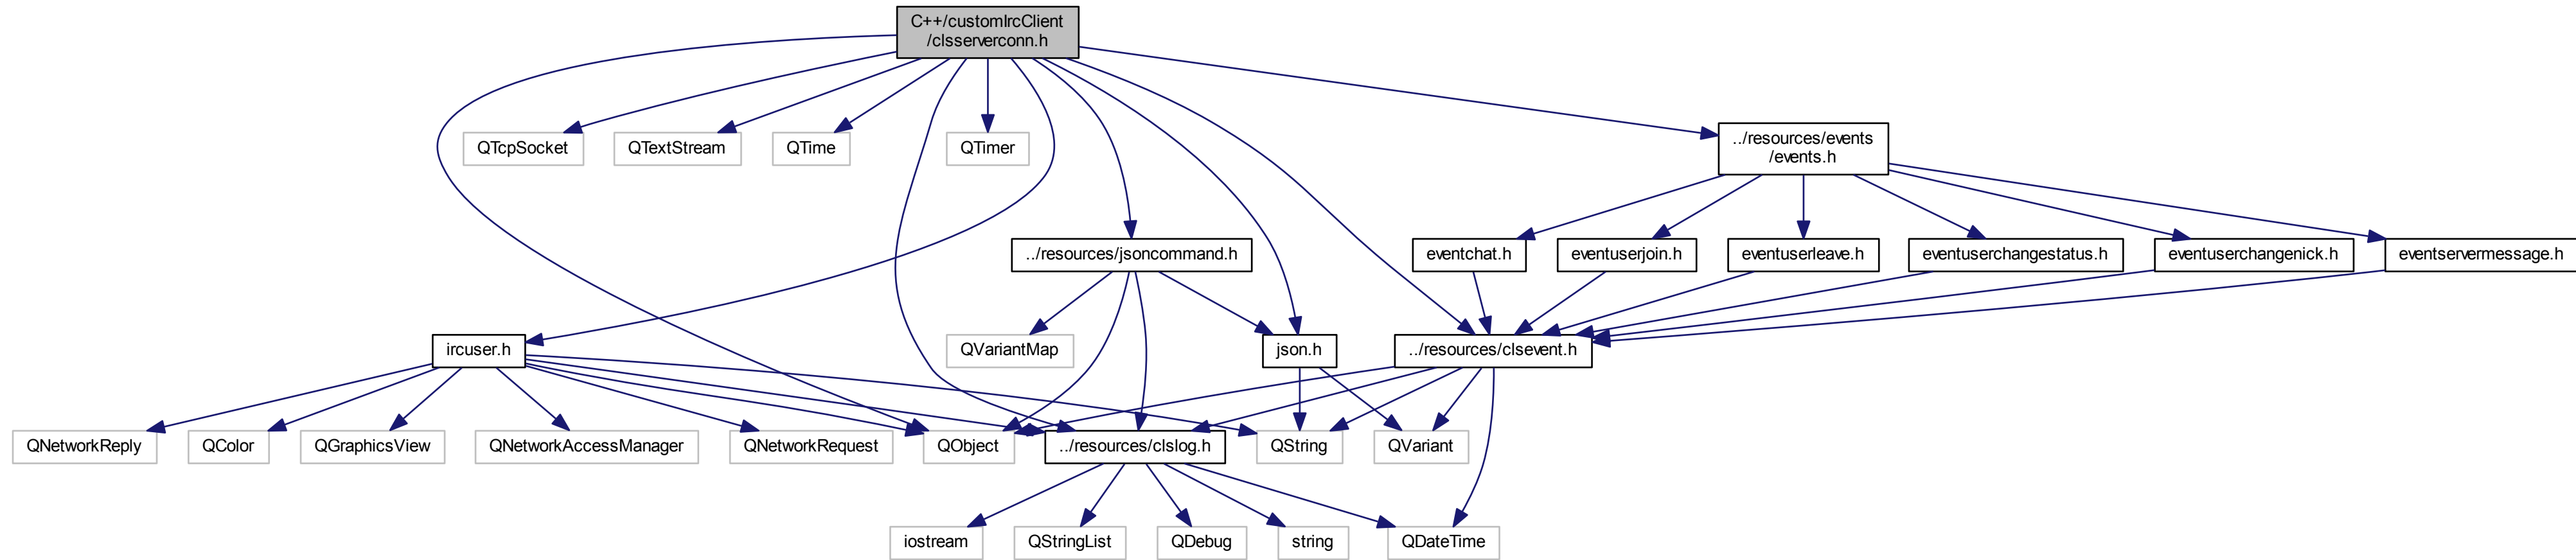 C++/customIrcClient
/clsserverconn.h
QTcpSocket
QTextStream
QTime
QTimer
../resources/events
/events.h
../resources/jsoncommand.h
eventchat.h
eventuserjoin.h
eventuserleave.h
eventuserchangestatus.h
eventuserchangenick.h
eventservermessage.h
ircuser.h
QVariantMap
json.h
../resources/clsevent.h
QNetworkReply
QColor
QGraphicsView
QNetworkAccessManager
QNetworkRequest
QObject
../resources/clslog.h
QString
QVariant
iostream
QStringList
QDebug
string
QDateTime